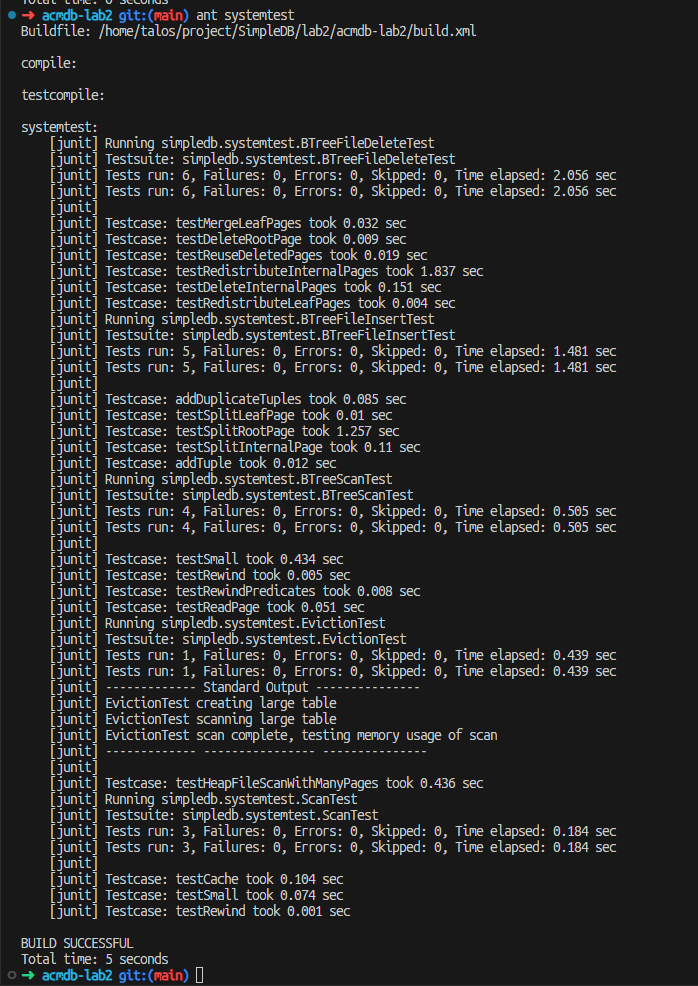 Total time: 0 seconds
➜ acmdb-lab2 git:(main) ant systemtest
Buildfile: /home/talos/project/SimpleDB/lab2/acmdb-lab2/build.xml
compile:
testcompile:
systemtest:
[junit] Running simpledb.systemtest.BTreeFileDeleteTest
[junit] Testsuite: simpledb.systemtest.BTreeFileDeleteTest
[junit] Tests run: 6, Failures: 0, Errors: 0, Skipped: 0, Time elapsed: 2.056 sec
[junit] Tests run: 6, Failures: 0, Errors: 0, Skipped: 0, Time elapsed: 2.056 sec
[junit]
[junit] Testcase: testMergeLeafPages took 0.032 sec
[junit] Testcase: testDeleteRootPage took 0.009 sec
[junit] Testcase: testReuseDeletedPages took 0.019 sec
[junit] Testcase: testRedistributeInternalPages took 1.837 sec
[junit] Testcase: testDeleteInternalPages took 0.151 sec
[junit] Testcase: testRedistributeLeafPages took 0.004 sec
[junit] Running simpledb.systemtest.BTreeFileInsertTest
[junit] Testsuite: simpledb.systemtest.BTreeFileInsertTest
[junit] Tests run: 5, Failures: 0, Errors: 0, Skipped: 0, Time elapsed: 1.481 sec
[junit] Tests run: 5, Failures: 0, Errors: 0, Skipped: 0, Time elapsed: 1.481 sec
[junit]
[junit] Testcase: addDuplicateTuples took 0.085 sec
[junit] Testcase: testSplitLeafPage took 0.01 sec
[junit] Testcase: testSplitRootPage took 1.257 sec
[junit] Testcase: testSplitInternalPage took 0.11 sec
[junit] Testcase: addTuple took 0.012 sec
[junit] Running simpledb.systemtest.BTreeScanTest
[junit] Testsuite: simpledb.systemtest.BTreeScanTest
[junit] Tests run: 4, Failures: 0, Errors: 0, Skipped: 0, Time elapsed: 0.505 sec
[junit] Tests run: 4, Failures: 0, Errors: 0, Skipped: 0, Time elapsed: 0.505 sec
[junit]
[junit] Testcase: testSmall took 0.434 sec
[junit] Testcase: testRewind took 0.005 sec
[junit] Testcase: testRewindPredicates took 0.008 sec
[junit] Testcase: testReadPage took 0.051 sec
[junit] Running simpledb.systemtest.EvictionTest
[junit] Testsuite: simpledb.systemtest.EvictionTest
[junit] Tests run: 1, Failures: 0, Errors: 0, Skipped: 0, Time elapsed: 0.439 sec
[junit] Tests run: 1, Failures: 0, Errors: 0, Skipped: 0, Time elapsed: 0.439 sec
[junit] ------------- Standard Output ---------------
[junit] EvictionTest creating large table
[junit] EvictionTest scanning large table
[junit] EvictionTest scan complete, testing memory usage of scan
[junit] ------------- ---------------- ---------------
[junit]
[junit] Testcase: testHeapFileScanWithManyPages took 0.436 sec
[junit] Running simpledb.systemtest.ScanTest
[junit] Testsuite: simpledb.systemtest.ScanTest
[junit] Tests run: 3, Failures: 0, Errors: 0, Skipped: 0, Time elapsed: 0.184 sec
[junit] Tests run: 3, Failures: 0, Errors: 0, Skipped: 0, Time elapsed: 0.184 sec
[junit]
[junit] Testcase: testCache took 0.104 sec
[junit] Testcase: testSmall took 0.074 sec
[junit] Testcase: testRewind took 0.001 sec
BUILD SUCCESSFUL
Total time: 5 seconds
➜ acmdb-lab2 git:(main)